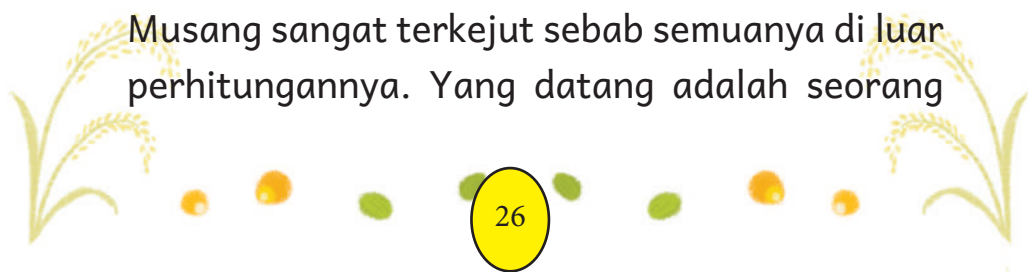 Musang sangat terkejut sebab semuanya di luar
perhitungannya. Yang datang adalah seorang
26